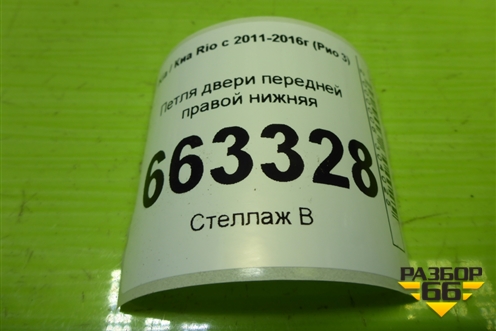 Киа Rio с 2011-2016г (Рио 3)
Петля двери передней
правой нижняя
663328
Стеллаж В
РАЗБОР
66